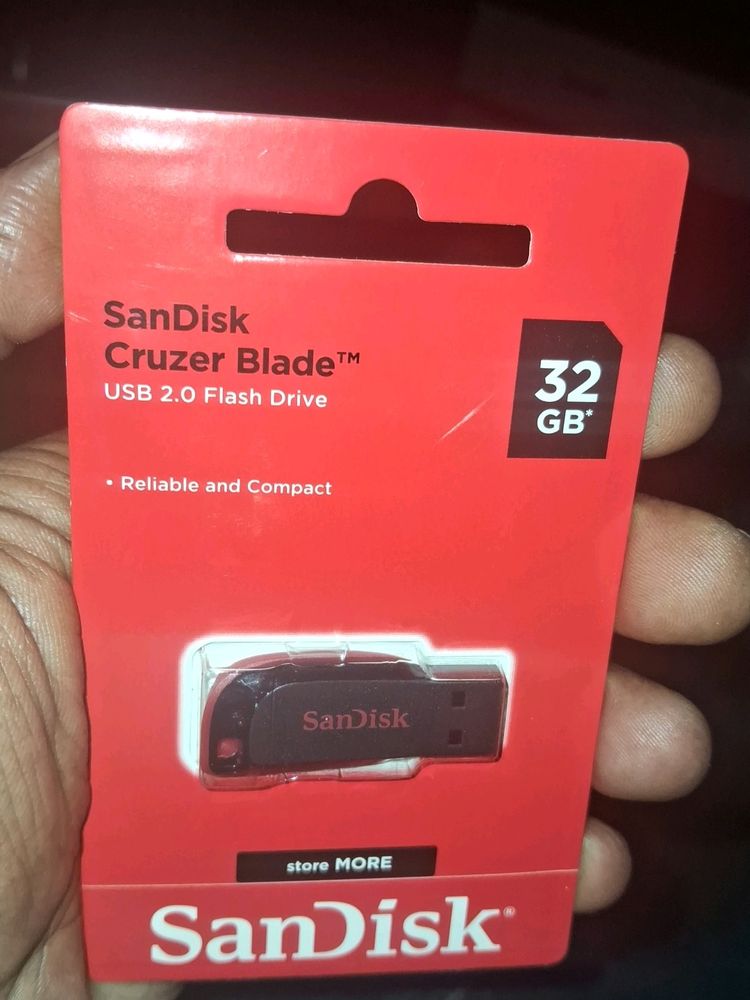 SanDisk
Cruzer Blade™
USB 2.0 Flash Drive
32
GB*
• Reliable and Compact
SanDisk
store MORE
SanDisk®